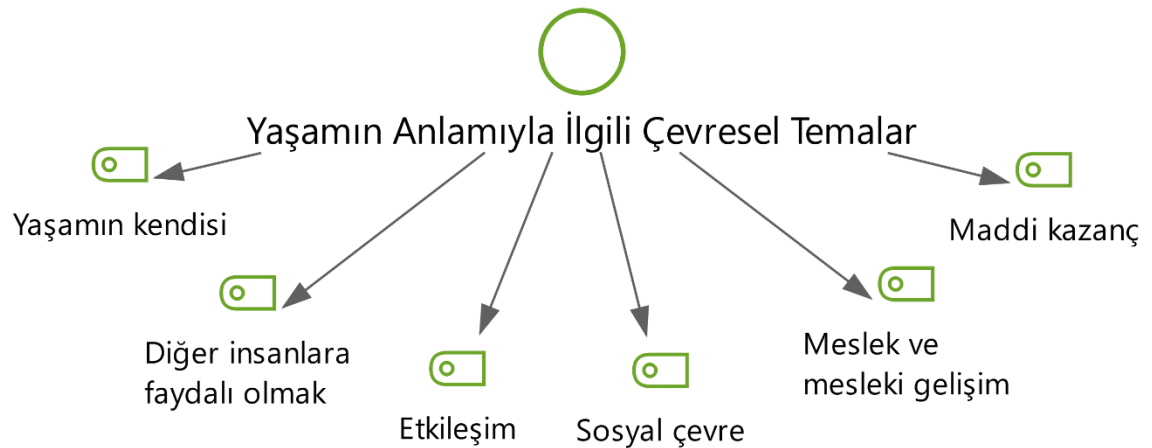 Yaşamın Anlamıyla İlgili Çevresel Temalar
Yaşamın kendisi
Diğer insanlara
faydalı olmak
Etkileşim
Sosyal çevre
Meslek ve
mesleki gelişim
Maddi kazanç